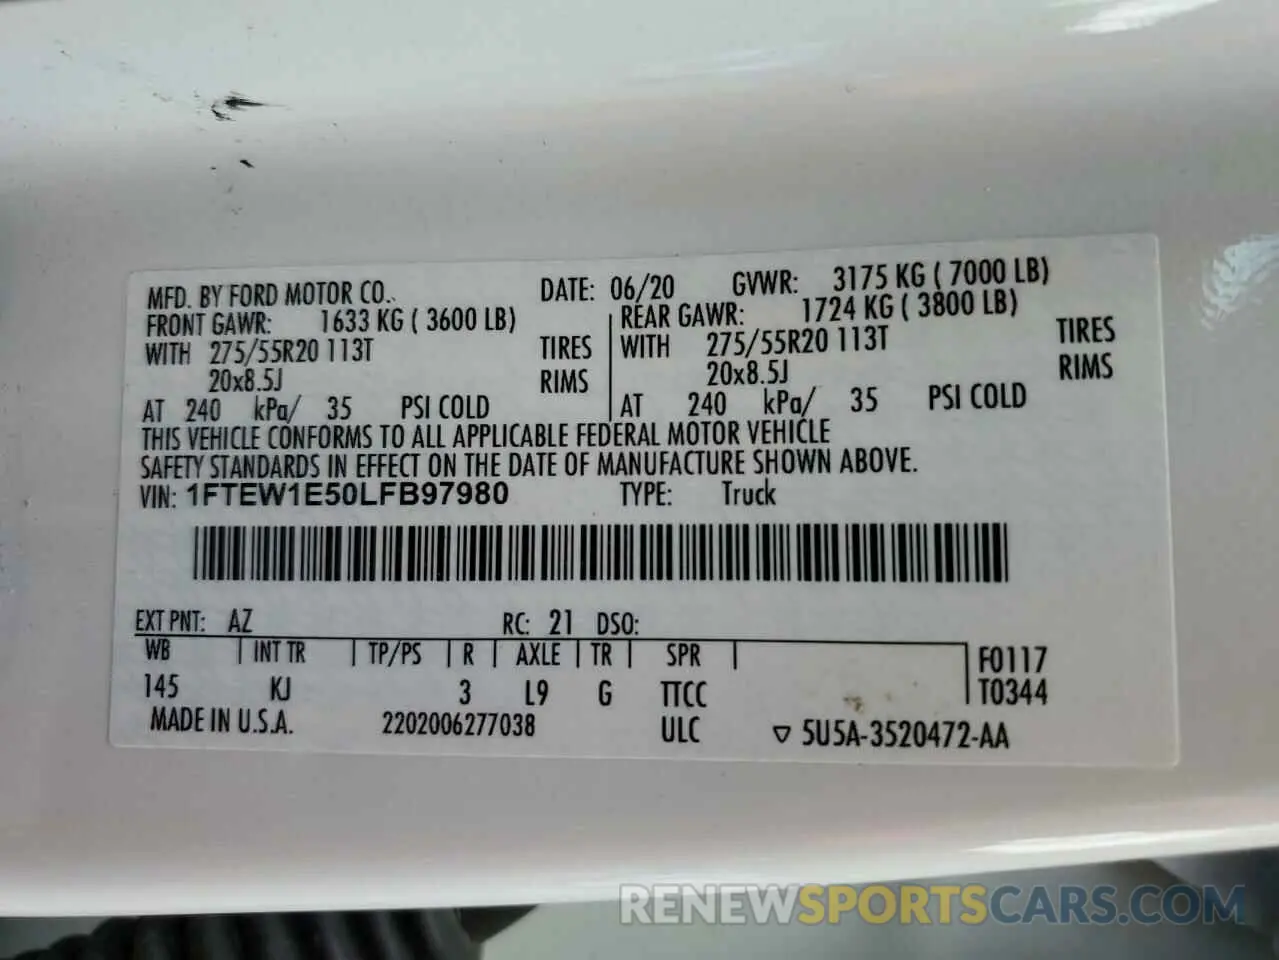 MFD. BY FORD MOTOR CO. DATE: 06/20 GVWR: 3175 KG ( 7000 LB)
FRONT GAWR: 1633 KG ( 3600 LB) REAR GAWR: 1724 KG ( 3800 LB)
WITH 275/55R20 113T TIRES WITH 275/55R20 113T TIRES
20x8.5J RIMS 20x8.5J RIMS
AT 240 kPa/ 35 PSI COLD AT 240 kPa/ 35 PSI COLD
THIS VEHICLE CONFORMS TO ALL APPLICABLE FEDERAL MOTOR VEHICLE
SAFETY STANDARDS IN EFFECT ON THE DATE OF MANUFACTURE SHOWN ABOVE.
VIN: 1FTEW1E50LFB97980 TYPE: Truck
EXT PNT: AZ RC: 21 DSO:
WB INT TR TP/PS R AXLE TR SPR F0117
145 KJ 3 L9 G TTCC T0344
MADE IN U.S.A. 2202006277038 ULC ▽ 5U5A-3520472-AA
RENEWSPORTSCARS.COM